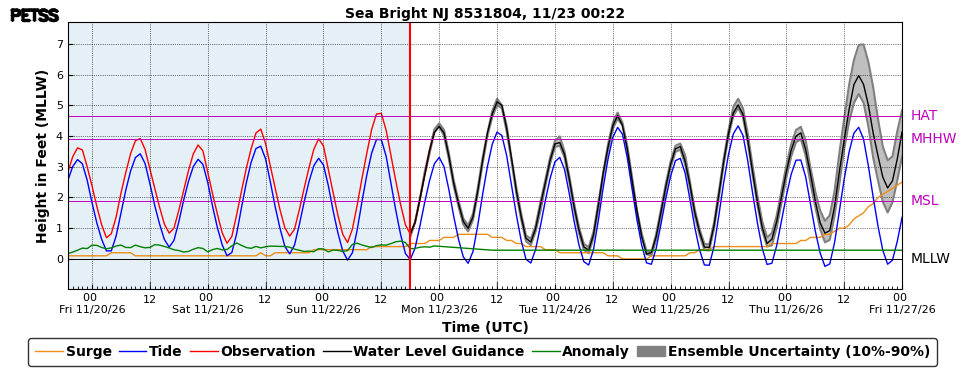 PETSS
Sea Bright NJ 8531804, 11/23 00:22
Height in Feet (MLLW)
7
6
5
4
3
2
1
0
HAT
MHHW
MSL
MLLW
00 12 00 12 00 12 00 12 00 12 00 12 00 12 00
Fri 11/20/26 Sat 11/21/26 Sun 11/22/26 Mon 11/23/26 Tue 11/24/26 Wed 11/25/26 Thu 11/26/26 Fri 11/27/26
Time (UTC)
Surge Tide Observation Water Level Guidance Anomaly Ensemble Uncertainty (10%-90%)